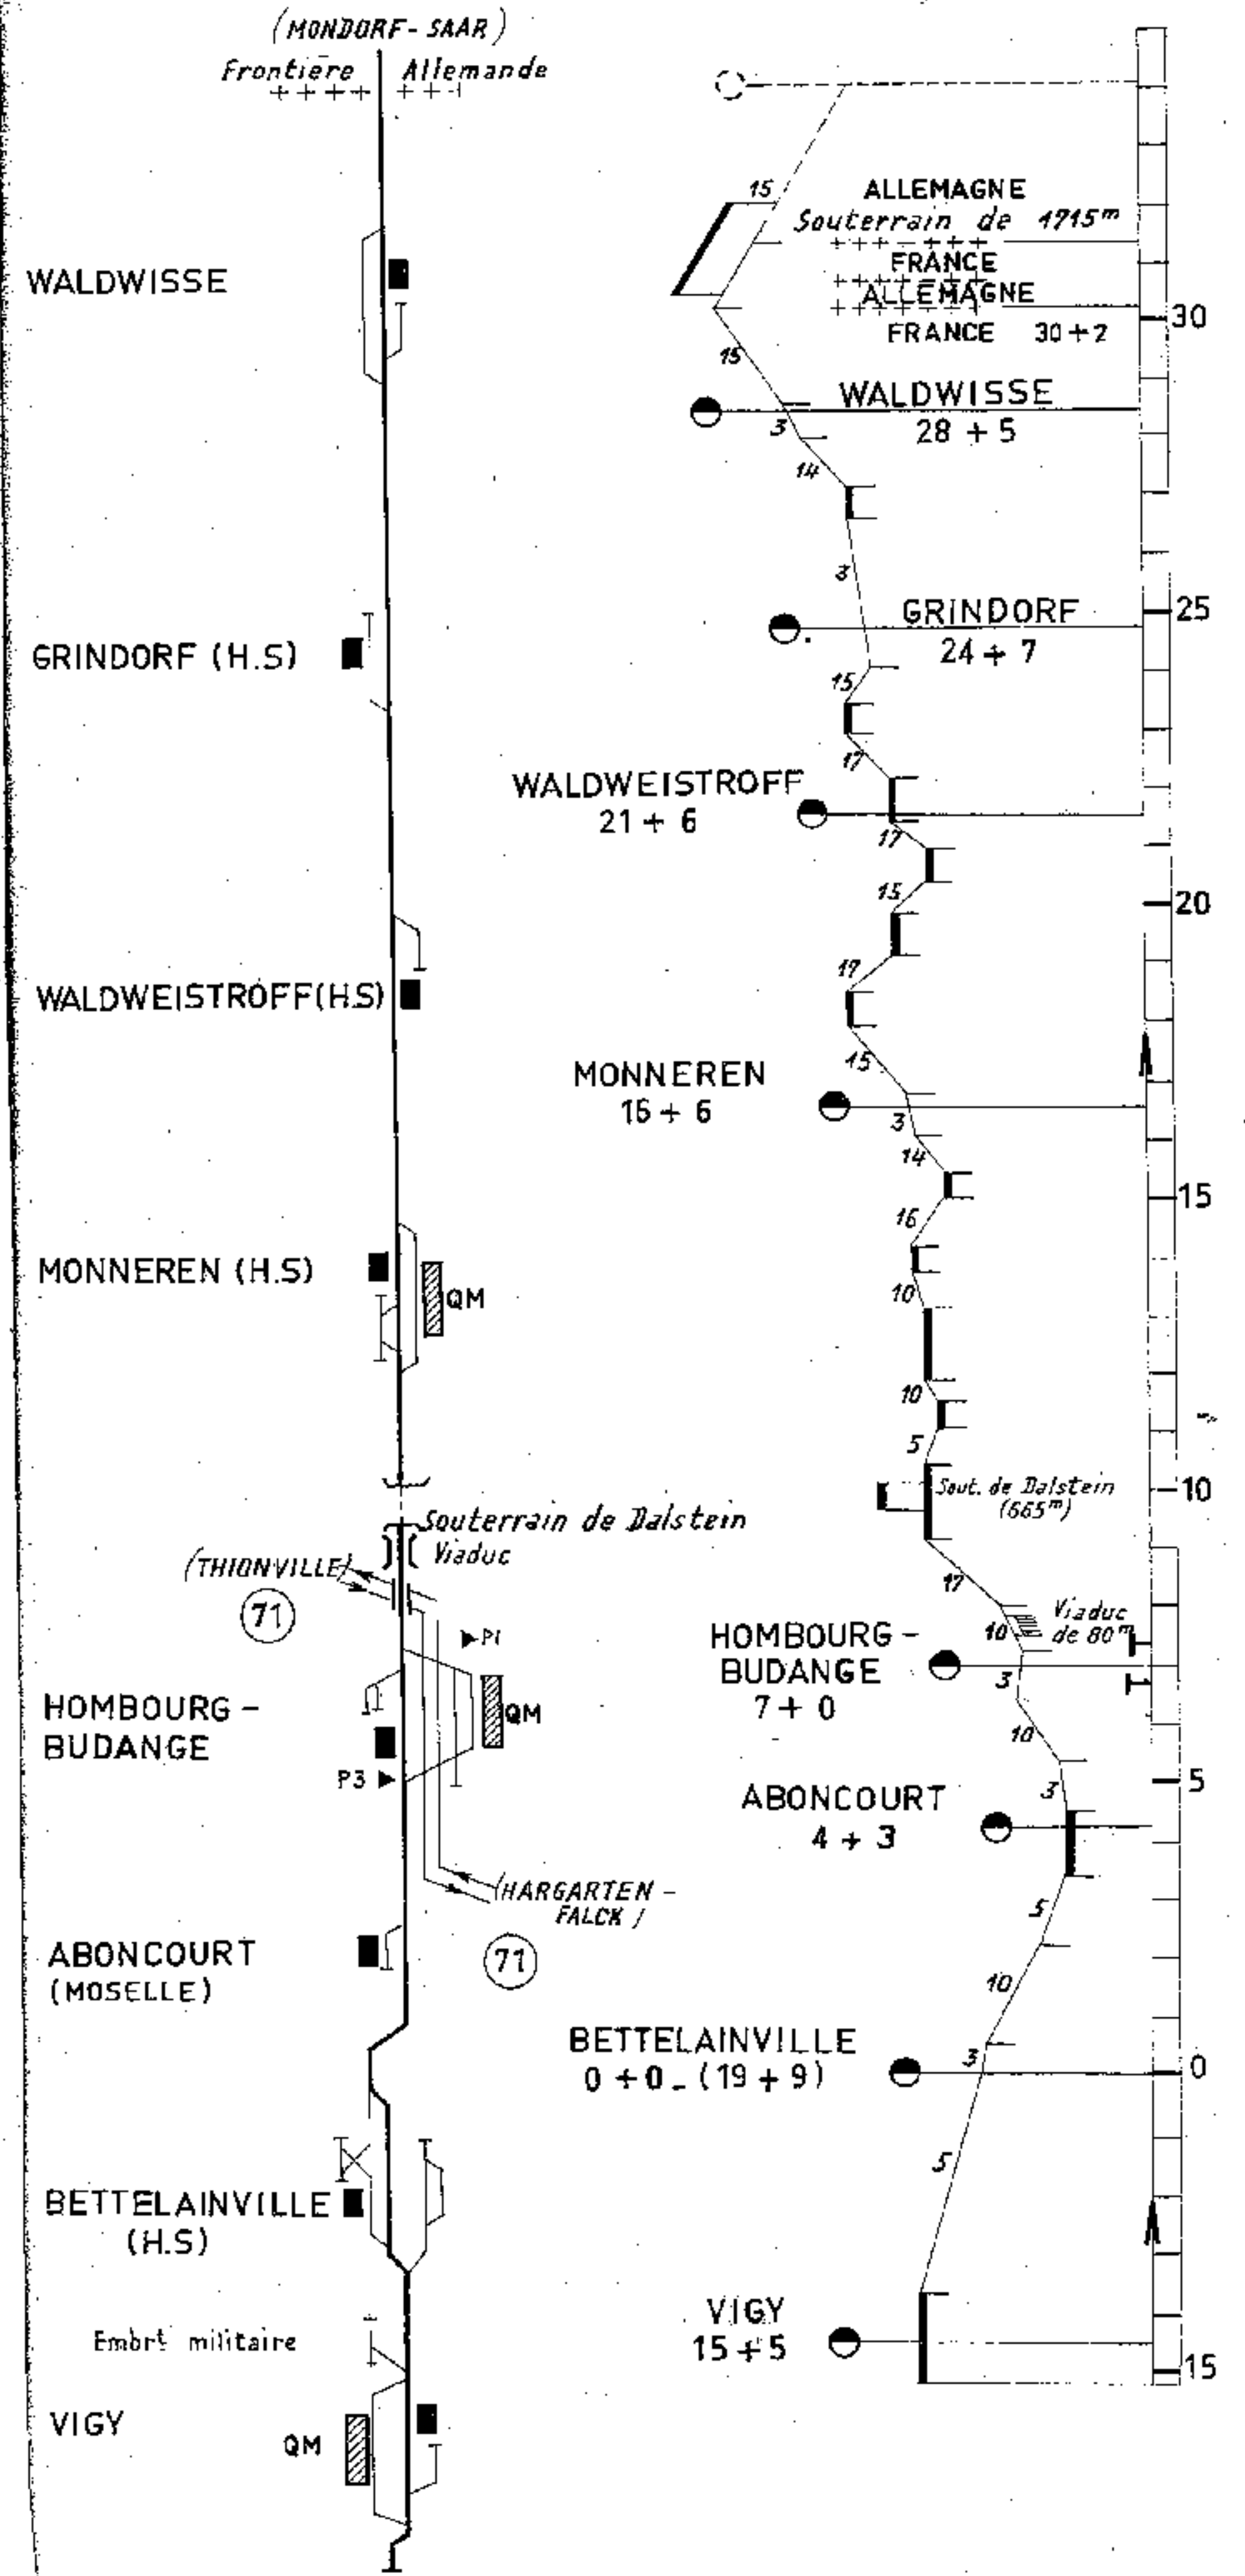 (MONDORF-SAAR)
Frontière Allemande
WALDWISSE
GRINDORF (H.S)
WALDWEISTROFF (H.S)
MONNEREN (H.S)
QM
Souterrain de Dalstein
Viaduc
(THIONVILLE)
71
P1
HOMBOURG -
BUDANGE
QM
P3
(HARGARTEN -
FALCK)
71
ABONCOURT
(MOSELLE)
BETTELAINVILLE
(H.S)
Embrt militaire
VIGY
QM
15
ALLEMAGNE
Souterrain de 1715m
FRANCE
ALLEMAGNE
FRANCE 30+2
30
15
WALDWISSE
28 + 5
3
14
3
GRINDORF
24 + 7
25
15
17
WALDWEISTROFF
21 + 6
17
20
15
17
15
MONNEREN
16 + 6
3
14
15
16
10
10
5
Sout. de Dalstein
(665m)
10
17
Viaduc
de 80m
10
HOMBOURG -
BUDANGE
7 + 0
3
10
5
3
ABONCOURT
4 + 3
5
10
BETTELAINVILLE
0 + 0 - (19 + 9)
3
0
5
VIGY
15 + 5
15